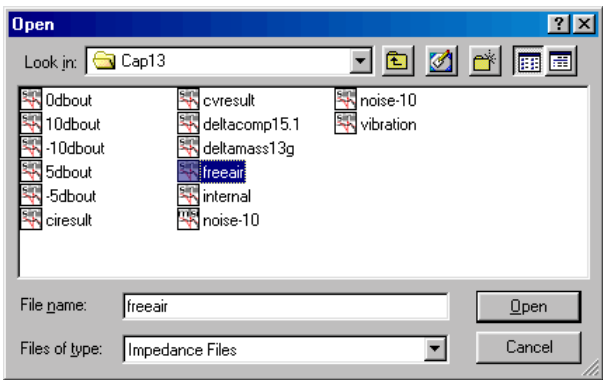 Open
Look in: Cap13
0dbout cvresult noise-10
10dbout deltacomp15.1 vibration
-10dbout deltamass13g
5dbout freeair
-5dbout internal
ciresult noise-10
File name: freeair Open
Files of type: Impedance Files Cancel